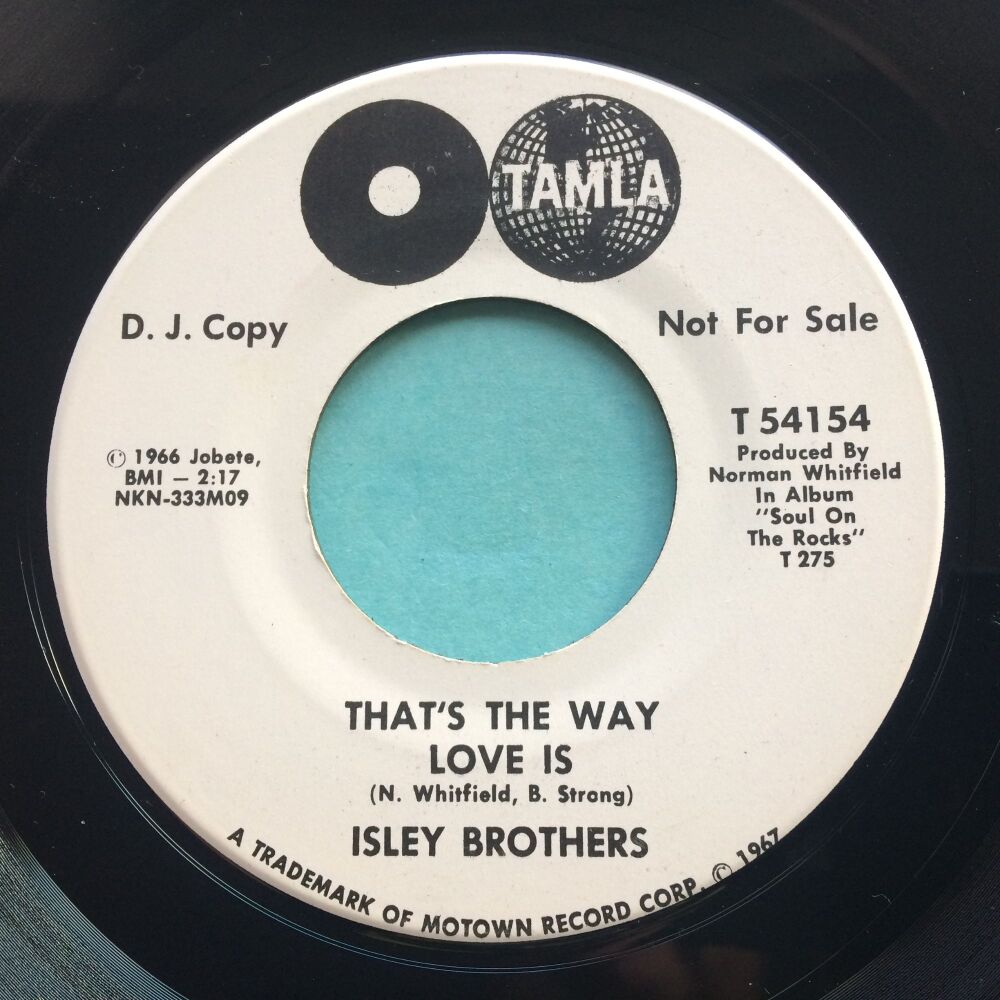 TAMLA
D. J. Copy
Not For Sale
© 1966 Jobete,
BMI — 2:17
NKN-333M09
T 54154
Produced By
Norman Whitfield
In Album
"Soul On
The Rocks"
T 275
THAT'S THE WAY
LOVE IS
(N. Whitfield, B. Strong)
ISLEY BROTHERS
A TRADEMARK OF MOTOWN RECORD CORP. © 1967